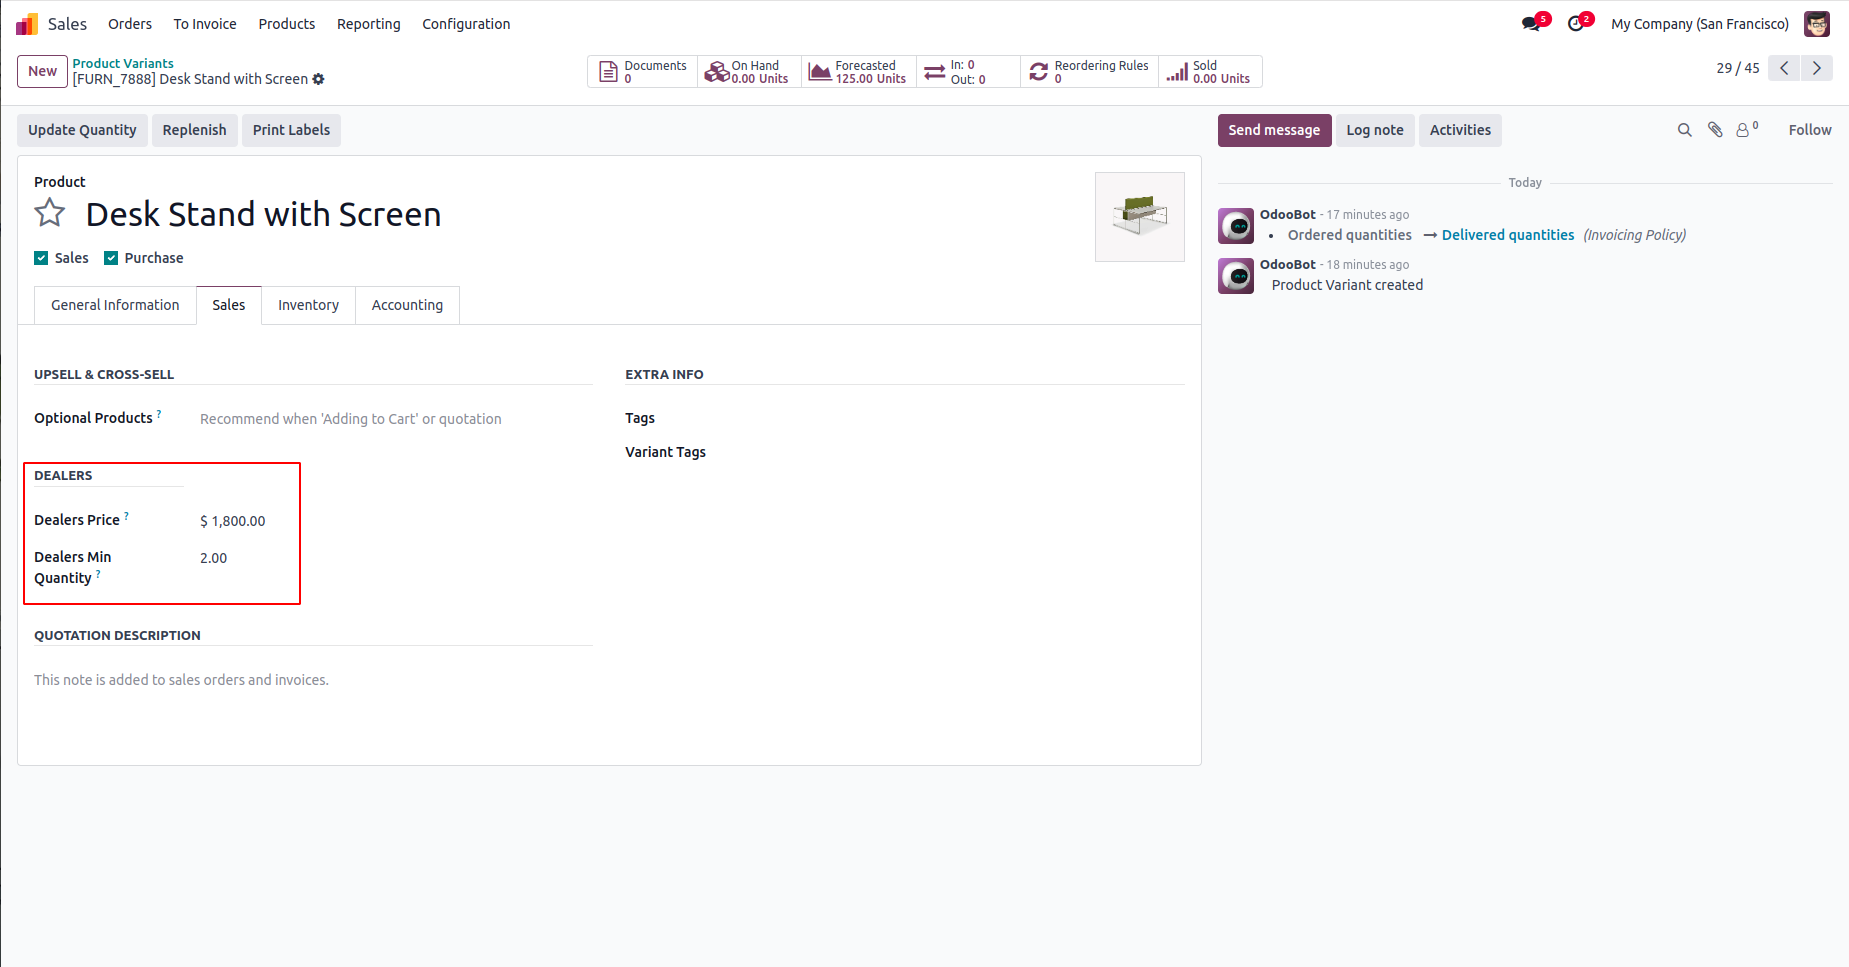 Sales Orders To Invoice Products Reporting Configuration 5 2 My Company (San Francisco)
New Product Variants
[FURN_7888] Desk Stand with Screen
Documents 0
On Hand 0.00 Units
Forecasted 125.00 Units
In: 0
Out: 0
Reordering Rules 0
Sold 0.00 Units
29 / 45
Update Quantity Replenish Print Labels
Send message Log note Activities 0 Follow
Product
Desk Stand with Screen
Sales Purchase
General Information Sales Inventory Accounting
UPSELL & CROSS-SELL
Optional Products ? Recommend when 'Adding to Cart' or quotation
DEALERS
Dealers Price ? $ 1,800.00
Dealers Min 2.00
Quantity ?
QUOTATION DESCRIPTION
This note is added to sales orders and invoices.
EXTRA INFO
Tags
Variant Tags
Today
OdooBot - 17 minutes ago
• Ordered quantities → Delivered quantities (Invoicing Policy)
OdooBot - 18 minutes ago
Product Variant created